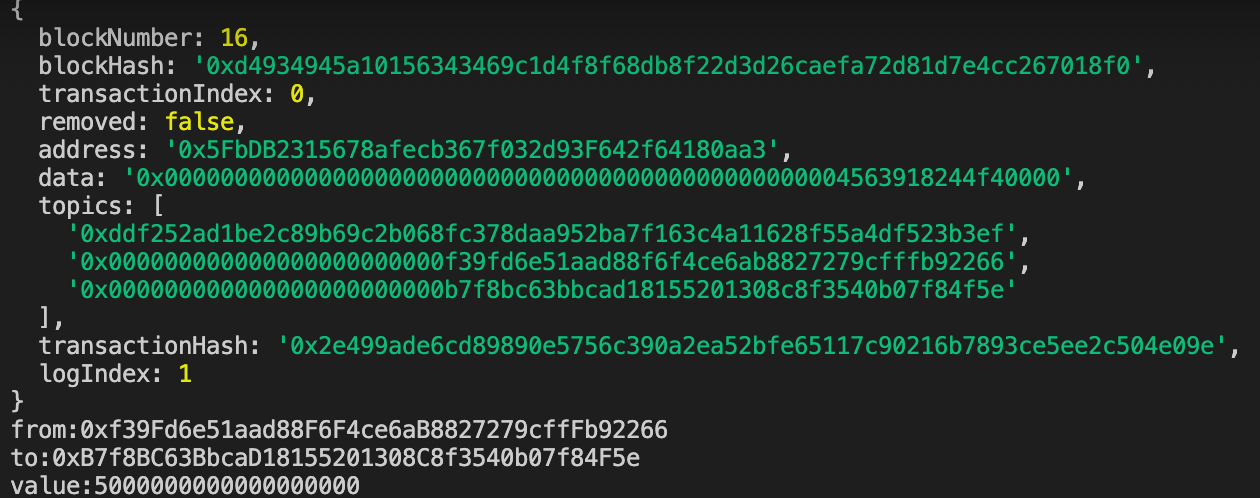 {
blockNumber: 16,
blockHash: '0xd4934945a10156343469c1d4f8f68db8f22d3d26caefa72d81d7e4cc267018f0',
transactionIndex: 0,
removed: false,
address: '0x5FbDB2315678afecb367f032d93F642f64180aa3',
data: '0x0000000000000000000000000000000000000000000000004563918244f40000',
topics: [
'0xddf252ad1be2c89b69c2b068fc378daa952ba7f163c4a11628f55a4df523b3ef',
'0x000000000000000000000000f39fd6e51aad88f6f4ce6ab8827279cfffb92266',
'0x000000000000000000000000b7f8bc63bbcad18155201308c8f3540b07f84f5e'
],
transactionHash: '0x2e499ade6cd89890e5756c390a2ea52bfe65117c90216b7893ce5ee2c504e09e',
logIndex: 1
}
from:0xf39Fd6e51aad88F6F4ce6aB8827279cffFb92266
to:0xB7f8BC63BbcaD18155201308C8f3540b07f84F5e
value:5000000000000000000